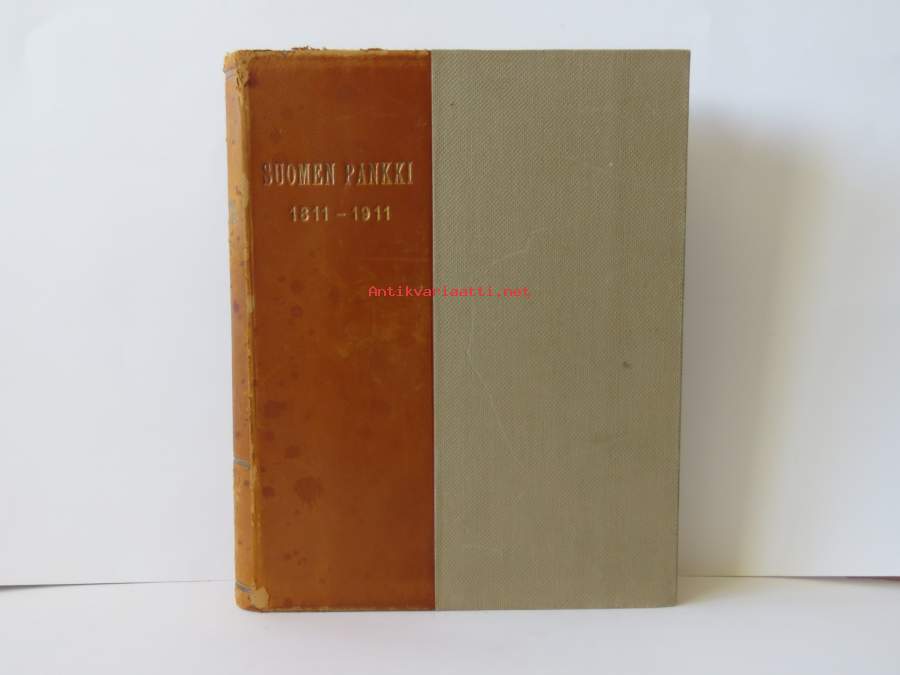 SUOMEN PANKKI
1811 - 1911
Antikvariaatti.net